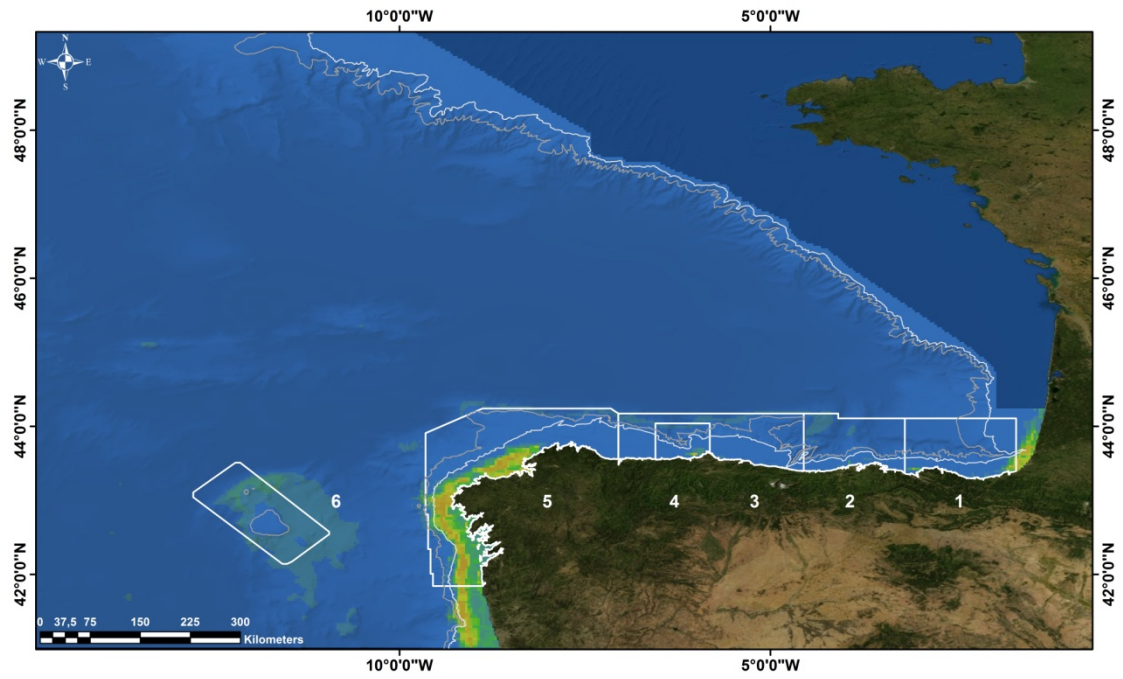 10°0'0"W 5°0'0"W
N
W E
S
48°0'0"N 48°0'0"N
46°0'0"N 46°0'0"N
44°0'0"N 44°0'0"N
6 5 4 3 2 1
42°0'0"N 42°0'0"N
0 37,5 75 150 225 300
Kilometers
10°0'0"W 5°0'0"W